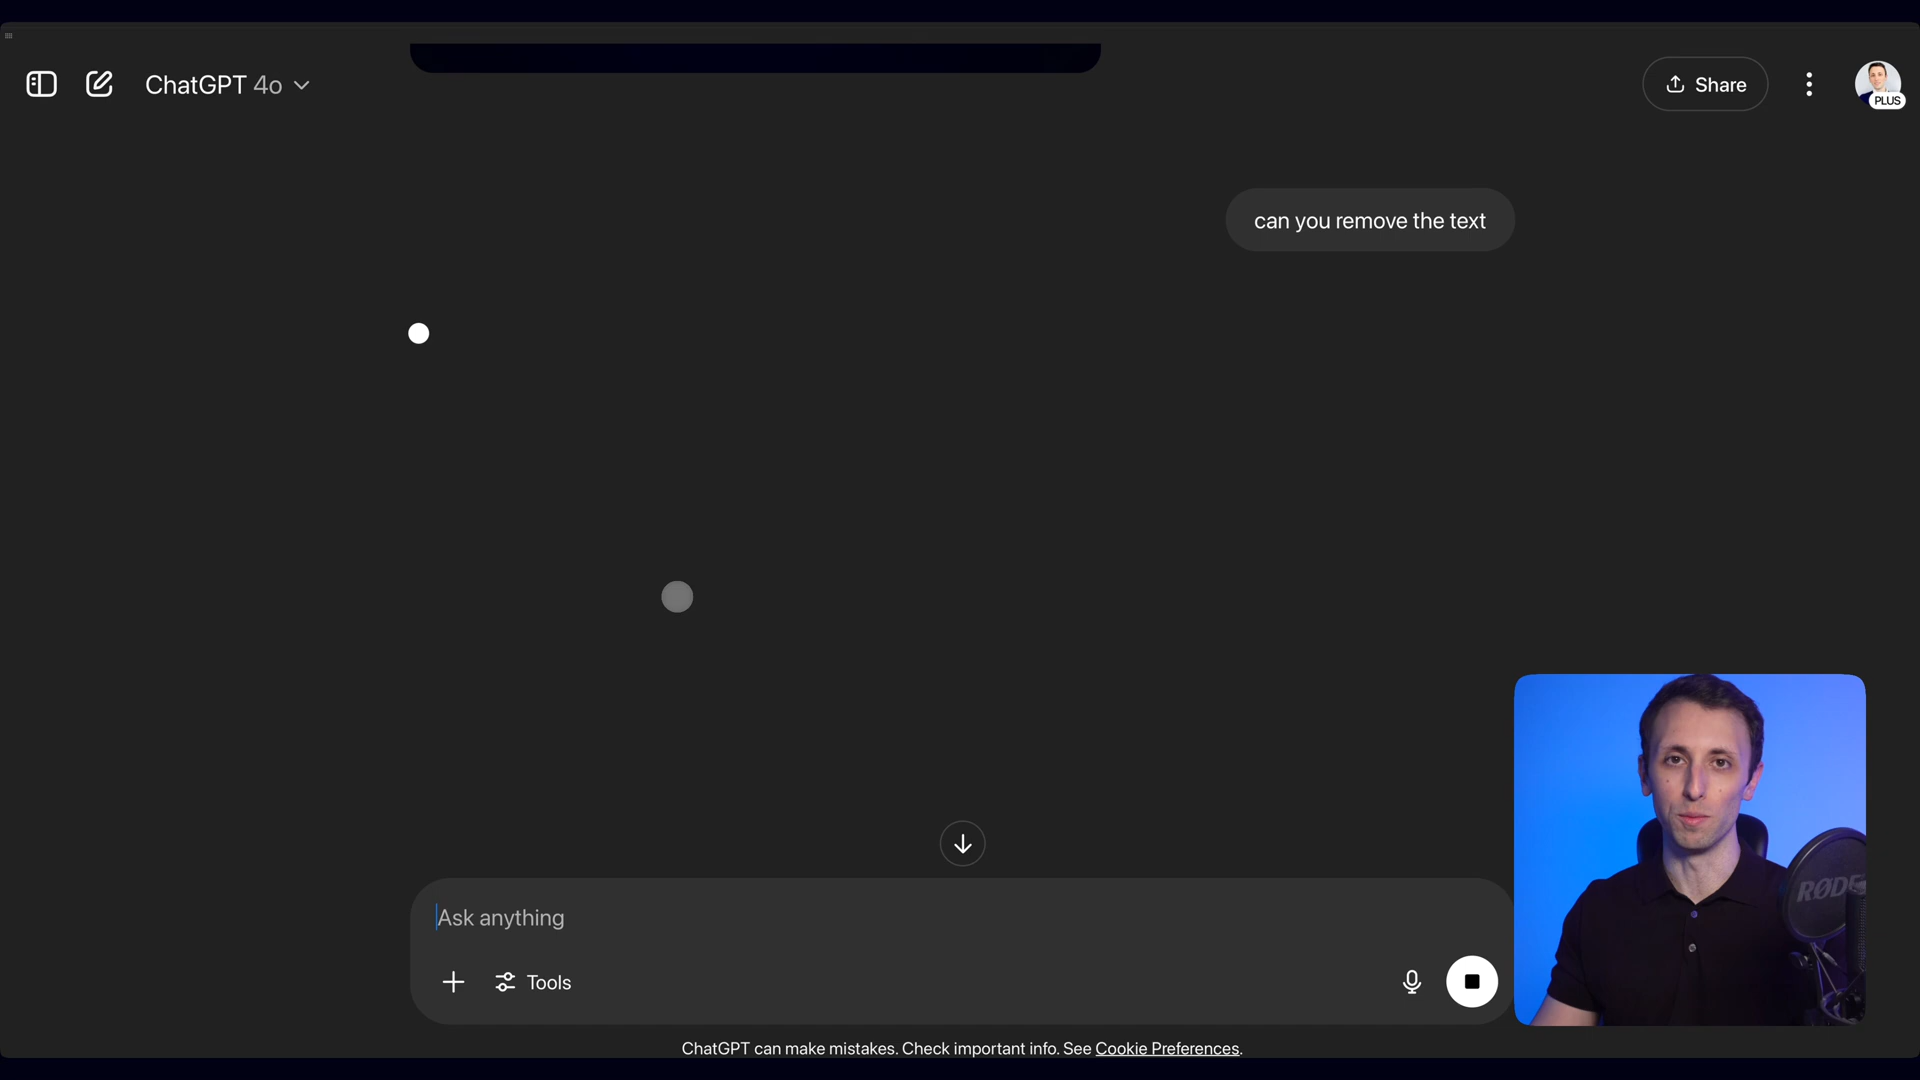 ChatGPT 4o
Share
PLUS
can you remove the text
RØDE
Ask anything
Tools
ChatGPT can make mistakes. Check important info. See Cookie Preferences.